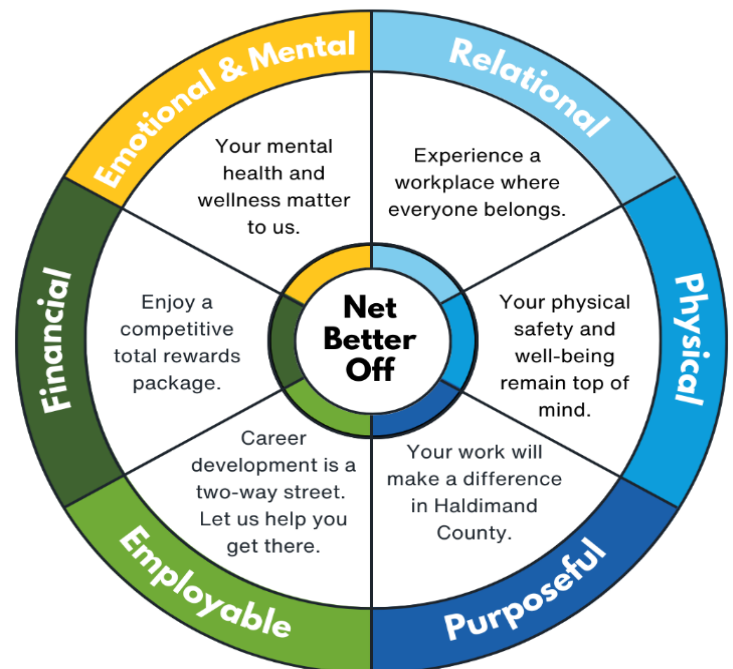 Emotional & Mental
Your mental
health and
wellness matter
to us.
Relational
Experience a
workplace where
everyone belongs.
Physical
Your physical
safety and
well-being
remain top of
mind.
Purposeful
Your work will
make a difference
in Haldimand
County.
Employable
Career
development is a
two-way street.
Let us help you
get there.
Financial
Enjoy a
competitive
total rewards
package.
Net
Better
Off